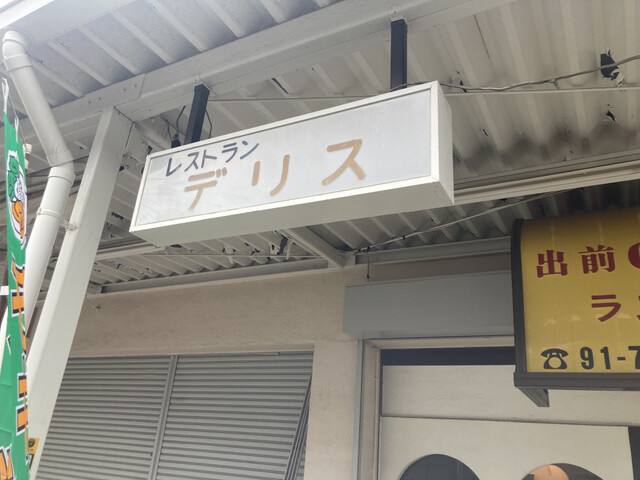 レストラン
デリス
出前
ラ
☎91-7